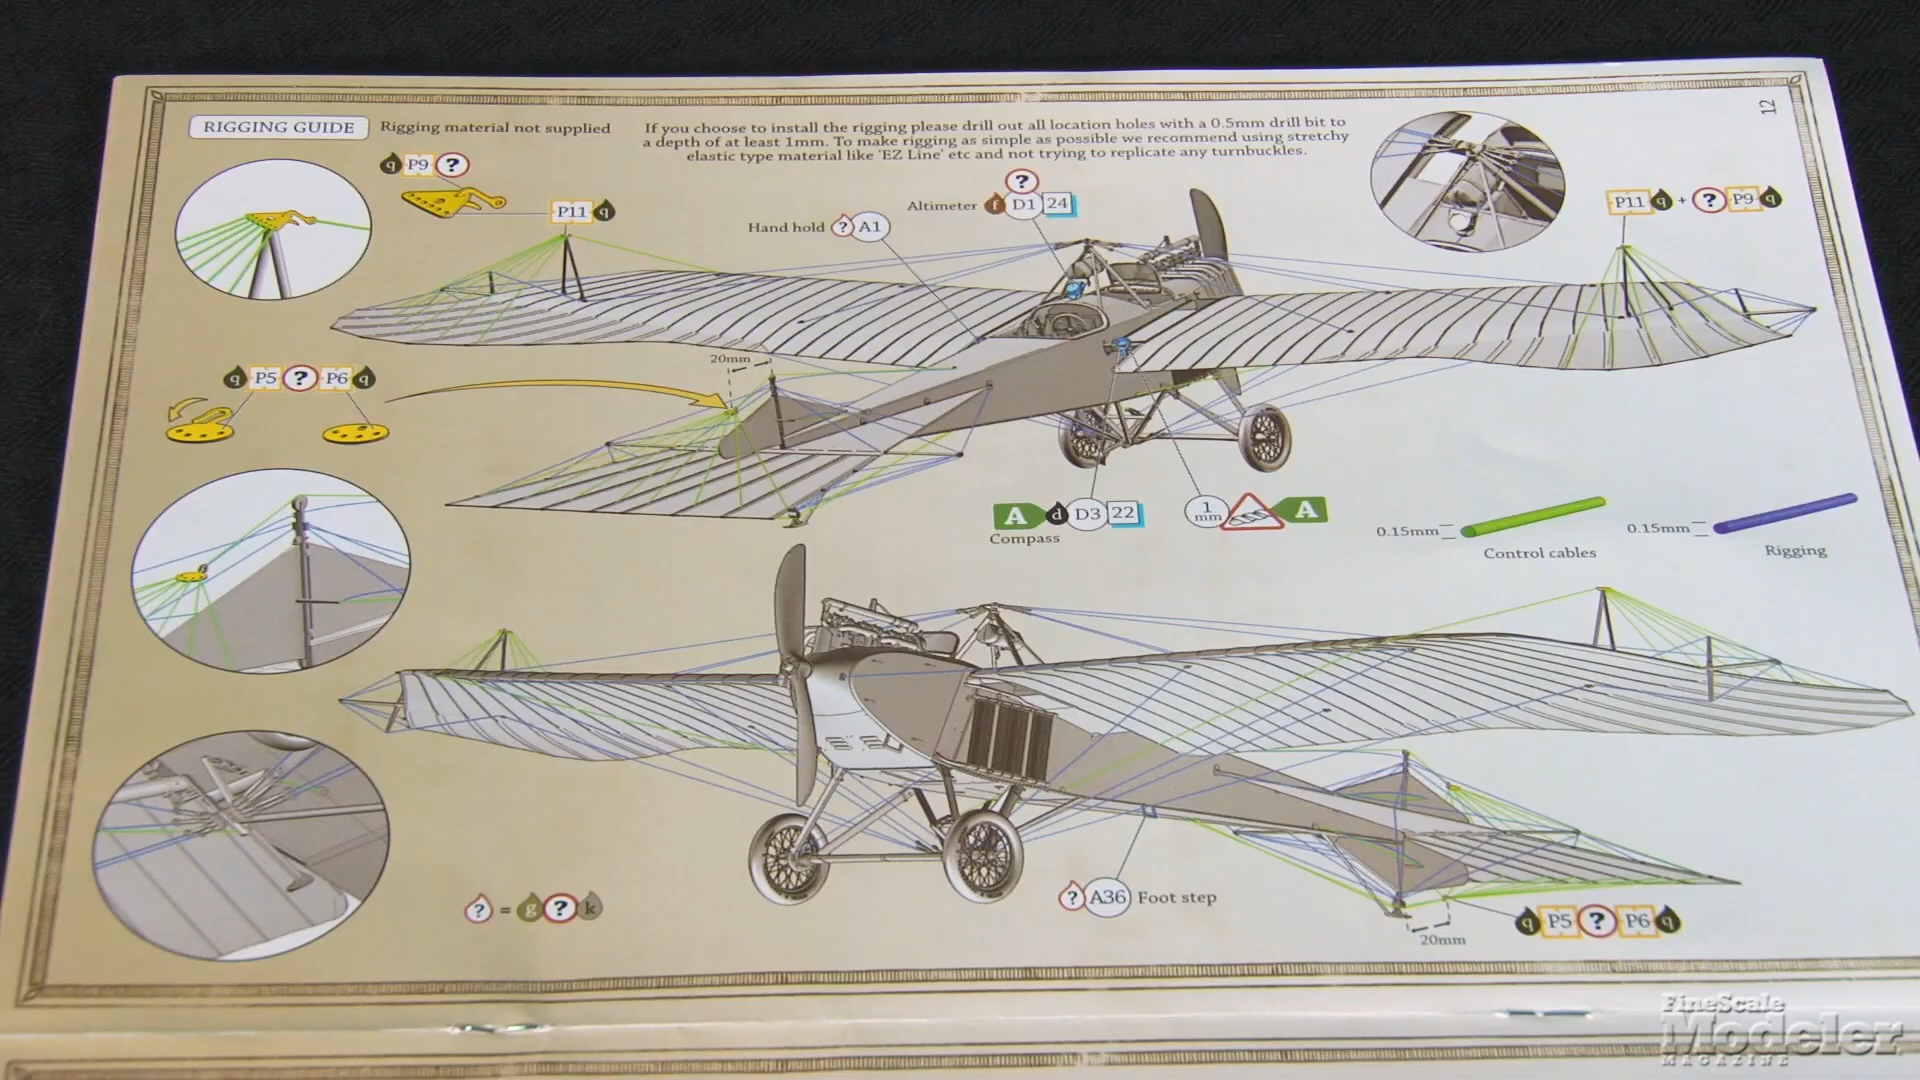 12
RIGGING GUIDE
Rigging material not supplied
If you choose to install the rigging please drill out all location holes with a 0.5mm drill bit to
a depth of at least 1mm. To make rigging as simple as possible we recommend using stretchy
elastic type material like 'EZ Line' etc and not trying to replicate any turnbuckles.
q P9 ?
P11 q
Hand hold ? A1
?
Altimeter f D1 24
P11 q + ? P9 q
20mm
q P5 ? P6 q
A d D3 22
Compass
1 mm A
0.15mm
Control cables
0.15mm
Rigging
? = g ? k
? A36 Foot step
q P5 ? P6 q
20mm
FineScale
Modeler
MAGAZINE